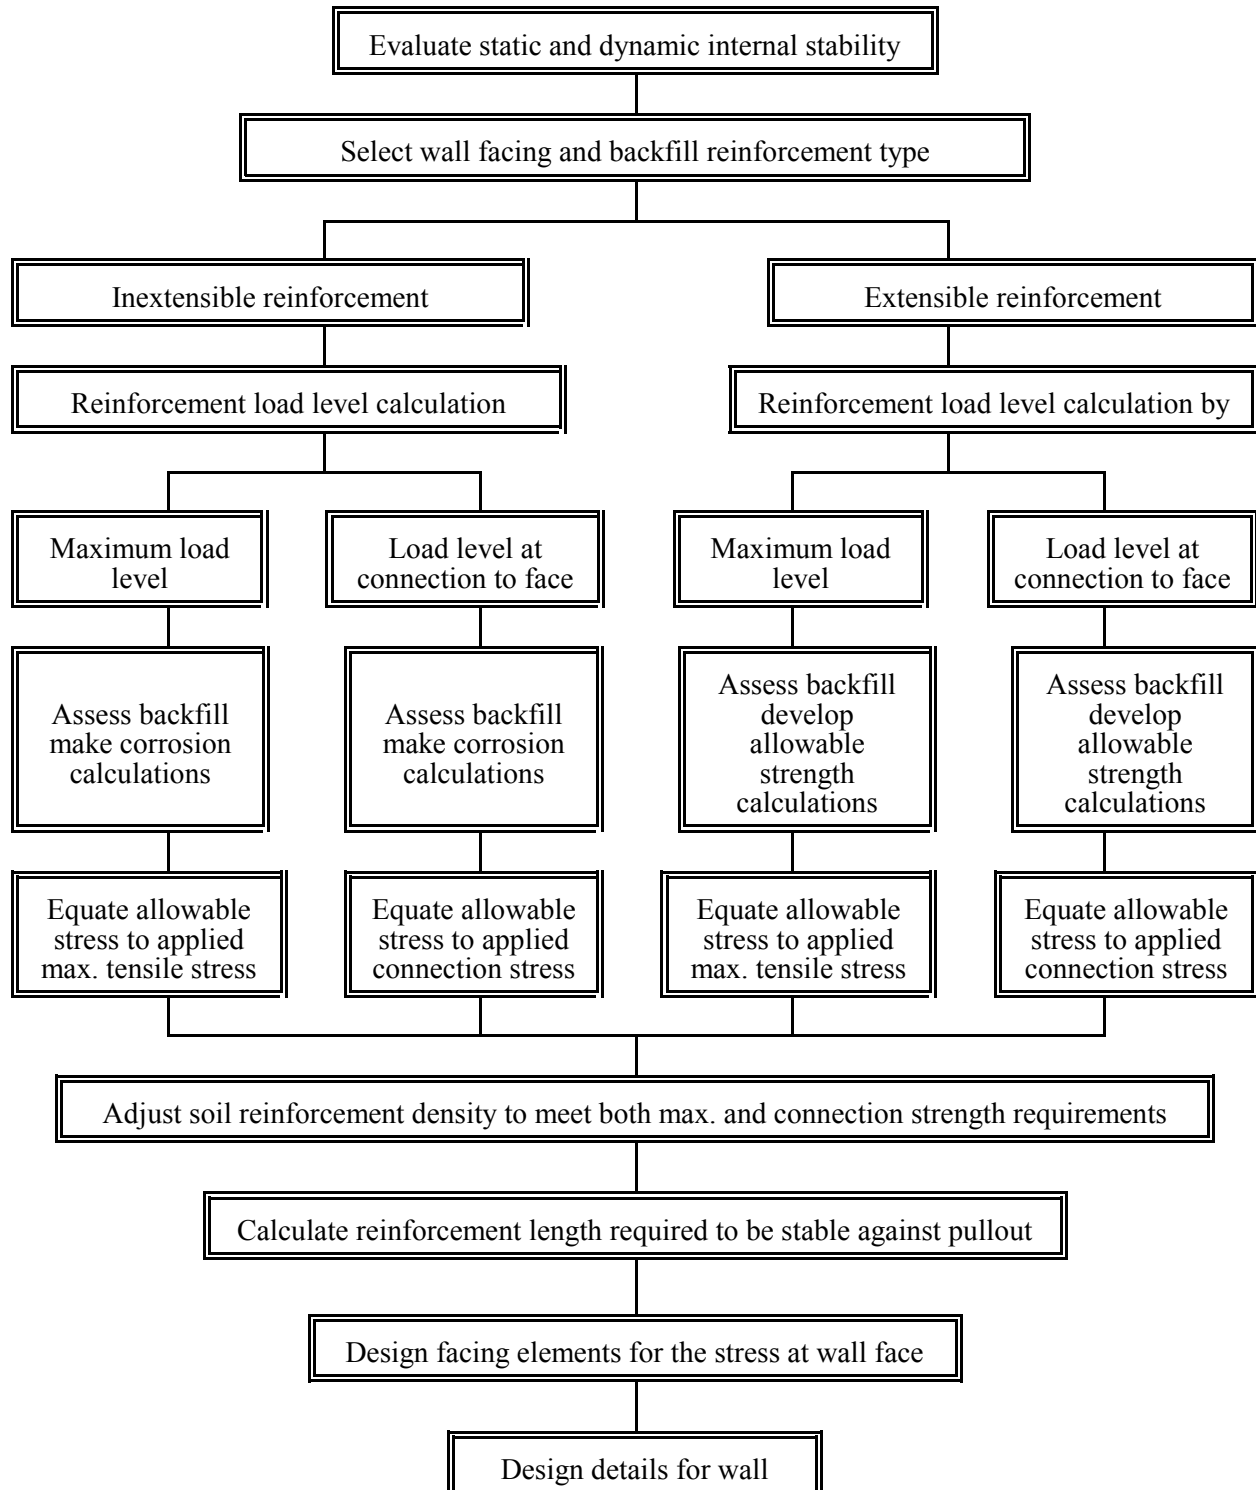 Evaluate static and dynamic internal stability
Select wall facing and backfill reinforcement type
Inextensible reinforcement
Extensible reinforcement
Reinforcement load level calculation
Reinforcement load level calculation by
Maximum load
level
Load level at
connection to face
Maximum load
level
Load level at
connection to face
Assess backfill
make corrosion
calculations
Assess backfill
make corrosion
calculations
Assess backfill
develop
allowable
strength
calculations
Assess backfill
develop
allowable
strength
calculations
Equate allowable
stress to applied
max. tensile stress
Equate allowable
stress to applied
connection stress
Equate allowable
stress to applied
max. tensile stress
Equate allowable
stress to applied
connection stress
Adjust soil reinforcement density to meet both max. and connection strength requirements
Calculate reinforcement length required to be stable against pullout
Design facing elements for the stress at wall face
Design details for wall